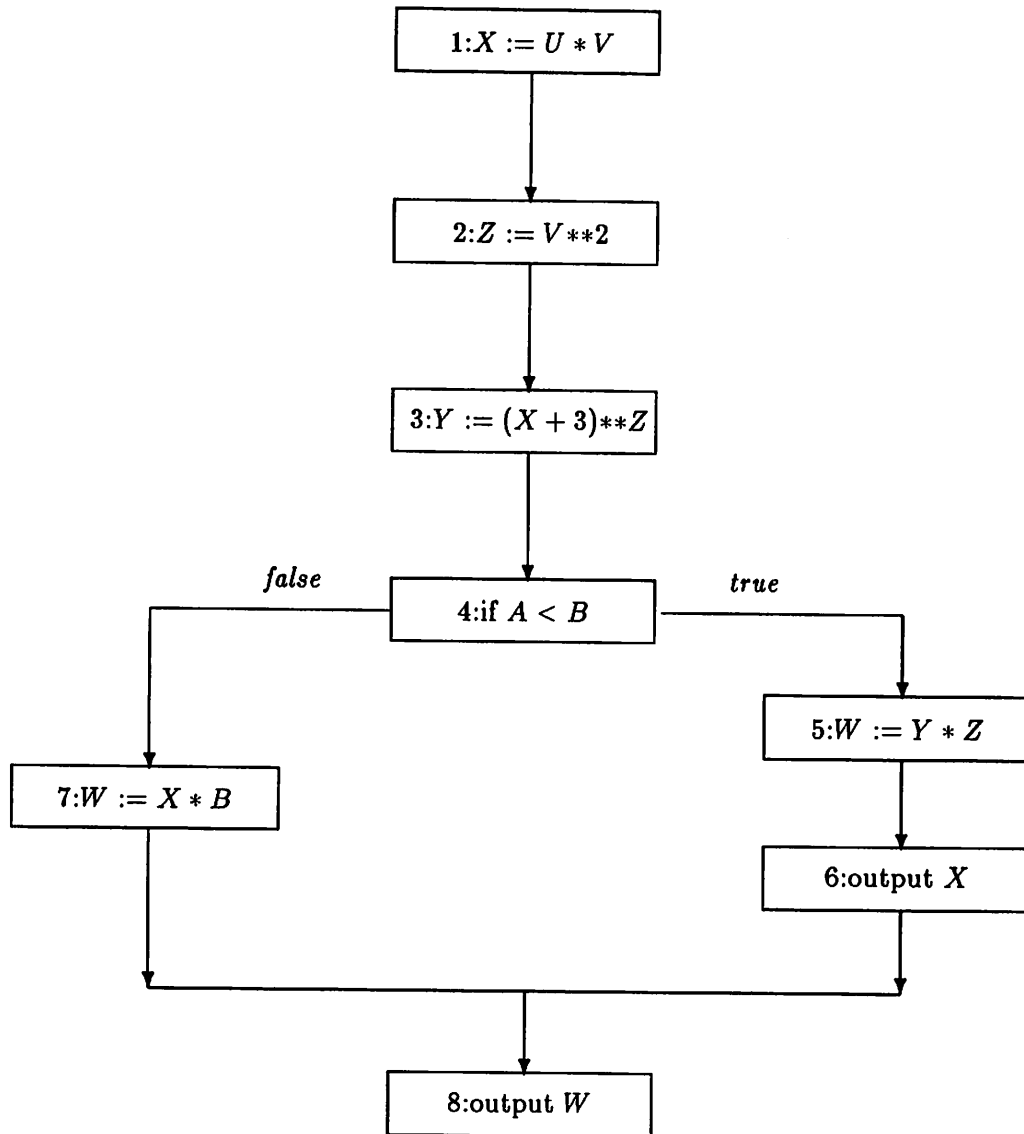 1:X := U * V
2:Z := V**2
3:Y := (X + 3)**Z
false
true
4:if A < B
5:W := Y * Z
7:W := X * B
6:output X
8:output W